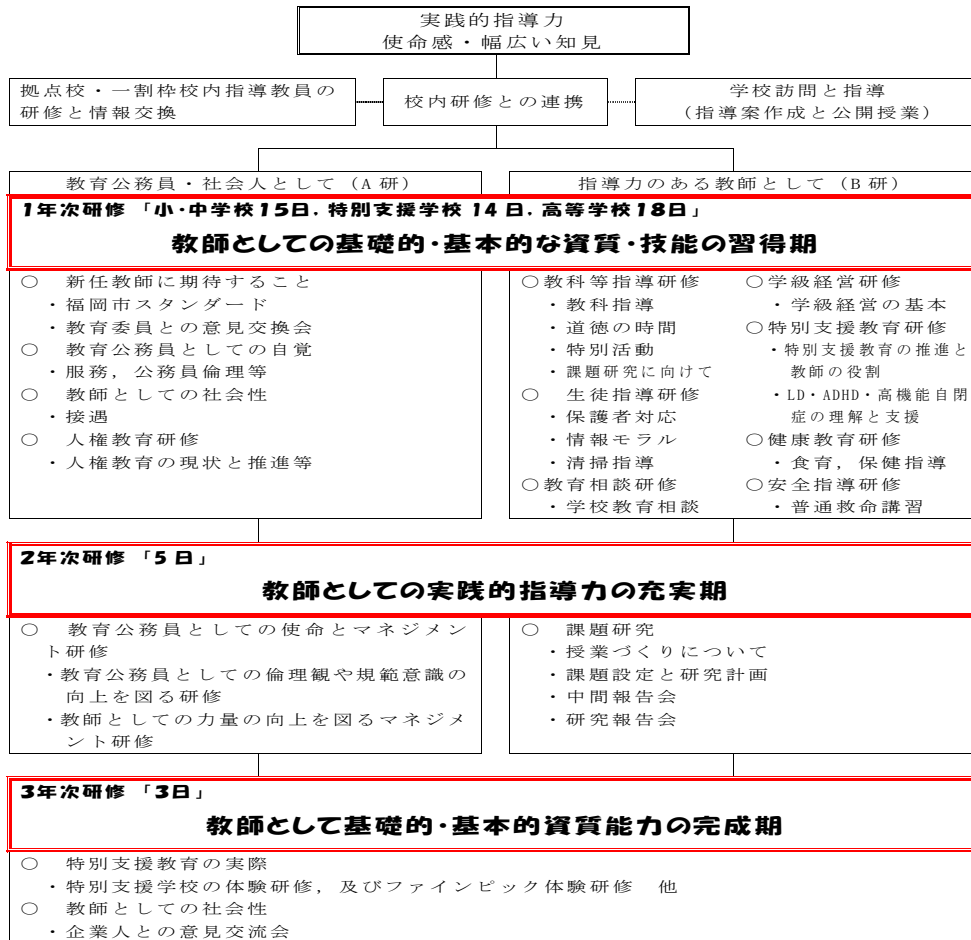 実践的指導力
使命感・幅広い知見
拠点校・一割枠校内指導教員の
研修と情報交換
校内研修との連携
学校訪問と指導
(指導案作成と公開授業)
教育公務員・社会人として(A研)
指導力のある教師として(B研)
1年次研修 「小・中学校15日, 特別支援学校 14 日, 高等学校18日」
教師としての基礎的・基本的な資質・技能の習得期
○ 新任教師に期待すること
・福岡市スタンダード
・教育委員との意見交換会
○ 教育公務員としての自覚
・服務, 公務員倫理等
○ 教師としての社会性
・接遇
○ 人権教育研修
・人権教育の現状と推進等
○教科等指導研修
・教科指導
・道徳の時間
・特別活動
・課題研究に向けて
○ 生徒指導研修
・保護者対応
・情報モラル
・清掃指導
○教育相談研修
・学校教育相談
○学級経営研修
・学級経営の基本
○特別支援教育研修
・特別支援教育の推進と
教師の役割
・LD・ADHD・高機能自閉
症の理解と支援
○健康教育研修
・食育, 保健指導
○安全指導研修
・普通救命講習
2年次研修 「5 日」
教師としての実践的指導力の充実期
○ 教育公務員としての使命とマネジメン
ト研修
・教育公務員としての倫理観や規範意識の
向上を図る研修
・教師としての力量の向上を図るマネジメ
ント研修
○ 課題研究
・授業づくりについて
・課題設定と研究計画
・中間報告会
・研究報告会
3年次研修 「3日」
教師として基礎的・基本的資質能力の完成期
○ 特別支援教育の実際
・特別支援学校の体験研修, 及びファインピック体験研修 他
○ 教師としての社会性
・企業人との意見交流会